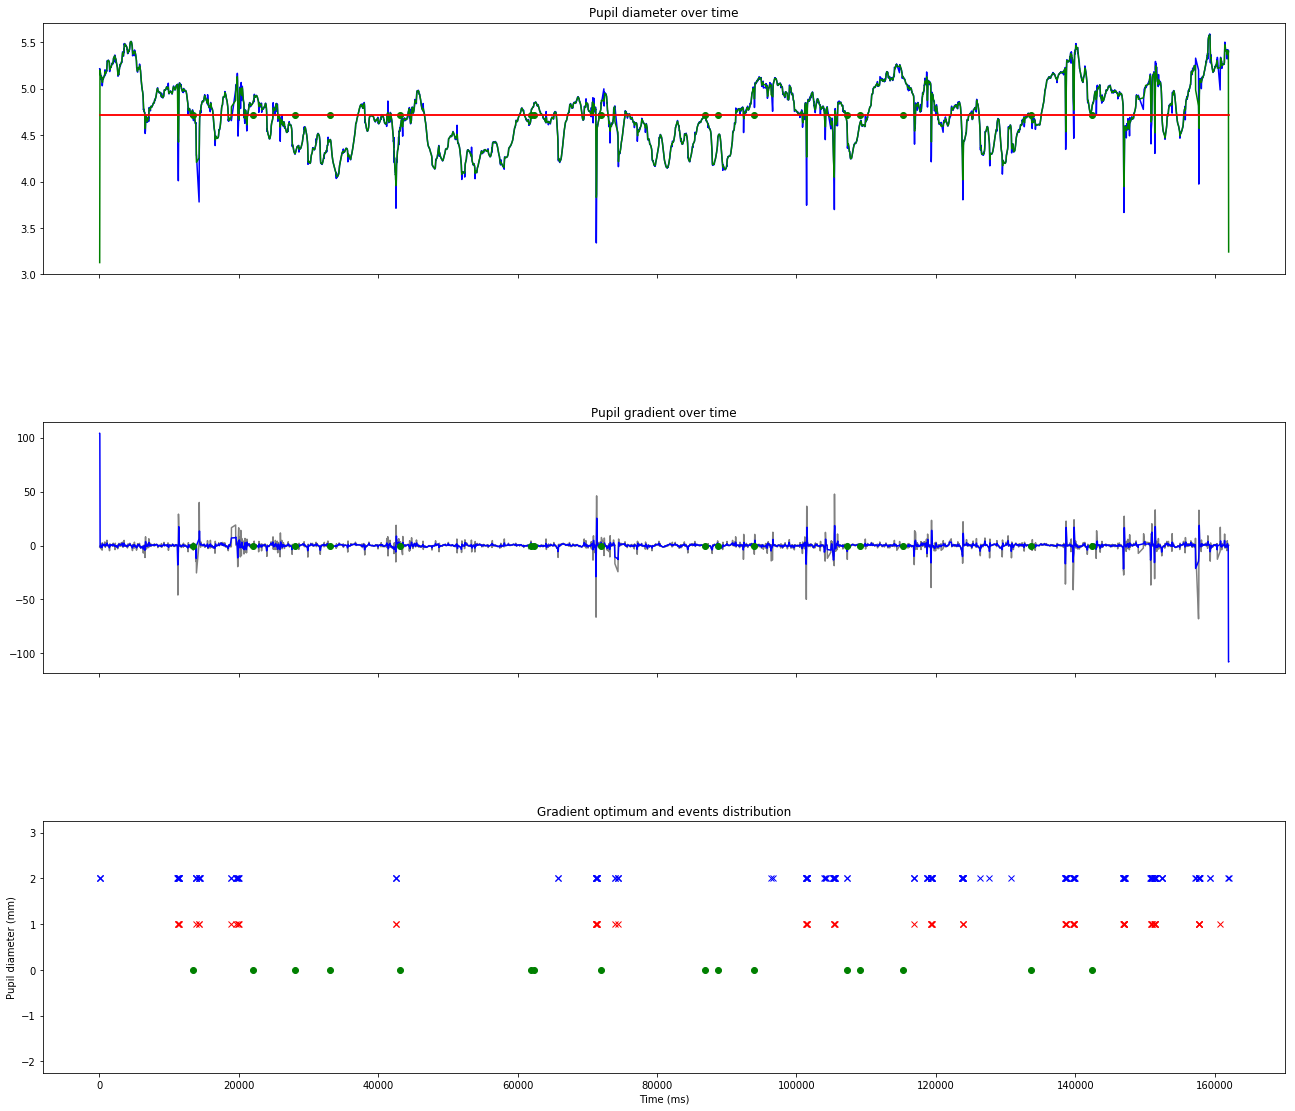 Pupil diameter over time
5.5
5.0
4.5
4.0
3.5
3.0
Pupil gradient over time
100
50
0
−50
−100
Gradient optimum and events distribution
3
2
1
0
−1
−2
Pupil diameter (mm)
0 20000 40000 60000 80000 100000 120000 140000 160000
Time (ms)